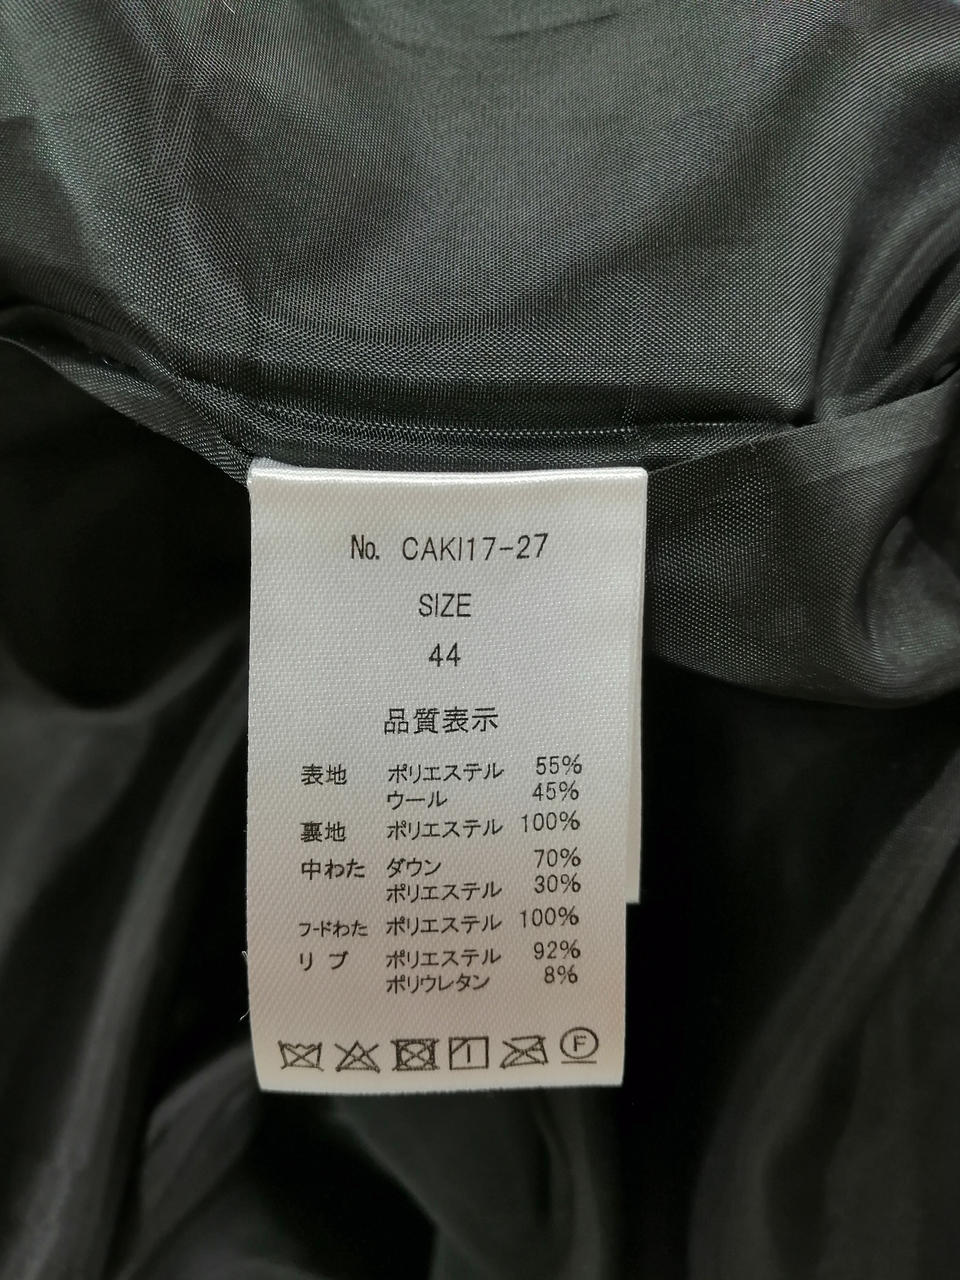 No. CAKI17-27
SIZE
44
品質表示
表地 ポリエステル 55%
ウール 45%
裏地 ポリエステル 100%
中わた ダウン 70%
ポリエステル 30%
フードわた ポリエステル 100%
リブ ポリエステル 92%
ポリウレタン 8%
F